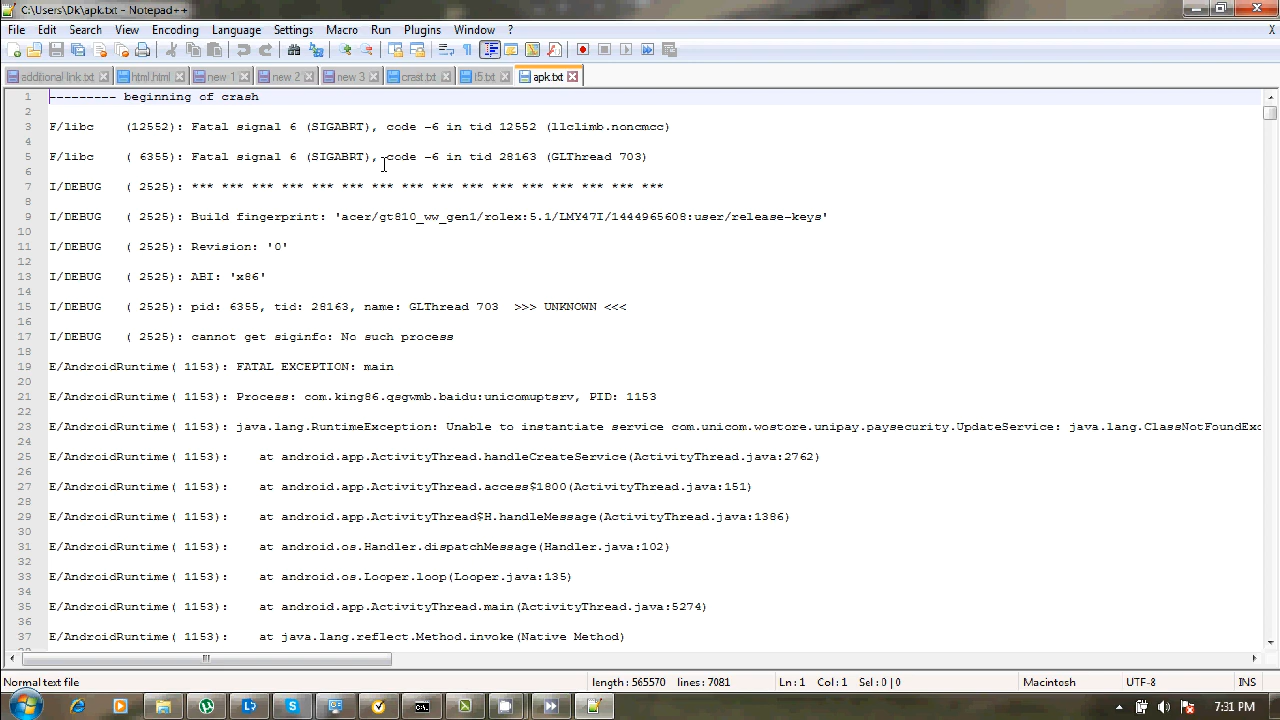 C:\Users\Dk\apk.txt - Notepad++
File Edit Search View Encoding Language Settings Macro Run Plugins Window ? X
additional link.txt html.html new 1 new 2 new 3 crast.txt t5.txt apk.txt
1 --------- beginning of crash
2
3 F/libc    (12552): Fatal signal 6 (SIGABRT), code -6 in tid 12552 (llclimb.noncmcc)
4
5 F/libc    ( 6355): Fatal signal 6 (SIGABRT), code -6 in tid 28163 (GLThread 703)
6
7 I/DEBUG   ( 2525): *** *** *** *** *** *** *** *** *** *** *** *** *** *** *** ***
8
9 I/DEBUG   ( 2525): Build fingerprint: 'acer/gt810_ww_gen1/rolex:5.1/LMY47I/1444965608:user/release-keys'
10
11 I/DEBUG   ( 2525): Revision: '0'
12
13 I/DEBUG   ( 2525): ABI: 'x86'
14
15 I/DEBUG   ( 2525): pid: 6355, tid: 28163, name: GLThread 703  >>> UNKNOWN <<<
16
17 I/DEBUG   ( 2525): cannot get siginfo: No such process
18
19 E/AndroidRuntime( 1153): FATAL EXCEPTION: main
20
21 E/AndroidRuntime( 1153): Process: com.king86.qsgwmb.baidu:unicomuptsrv, PID: 1153
22
23 E/AndroidRuntime( 1153): java.lang.RuntimeException: Unable to instantiate service com.unicom.wostore.unipay.paysecurity.UpdateService: java.lang.ClassNotFoundExc
24
25 E/AndroidRuntime( 1153):    at android.app.ActivityThread.handleCreateService(ActivityThread.java:2762)
26
27 E/AndroidRuntime( 1153):    at android.app.ActivityThread.access$1800(ActivityThread.java:151)
28
29 E/AndroidRuntime( 1153):    at android.app.ActivityThread$H.handleMessage(ActivityThread.java:1386)
30
31 E/AndroidRuntime( 1153):    at android.os.Handler.dispatchMessage(Handler.java:102)
32
33 E/AndroidRuntime( 1153):    at android.os.Looper.loop(Looper.java:135)
34
35 E/AndroidRuntime( 1153):    at android.app.ActivityThread.main(ActivityThread.java:5274)
36
37 E/AndroidRuntime( 1153):    at java.lang.reflect.Method.invoke(Native Method)
Normal text file length : 565570 lines : 7081 Ln : 1 Col : 1 Sel : 0 | 0 Macintosh UTF-8 INS
7:31 PM